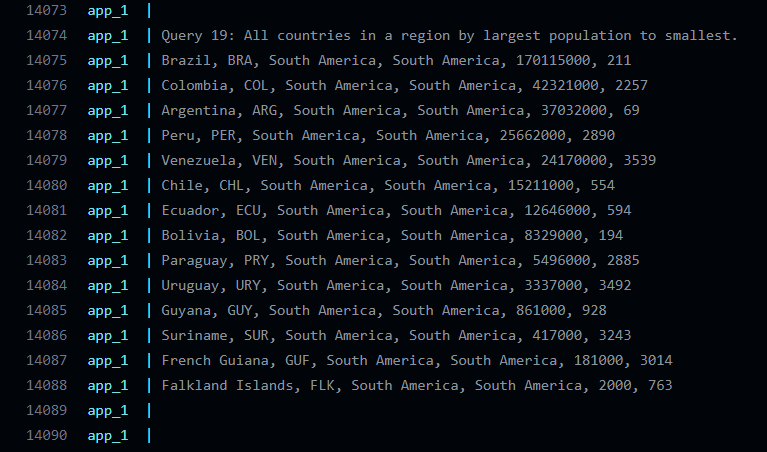 14073 app_1 |
14074 app_1 | Query 19: All countries in a region by largest population to smallest.
14075 app_1 | Brazil, BRA, South America, South America, 170115000, 211
14076 app_1 | Colombia, COL, South America, South America, 42321000, 2257
14077 app_1 | Argentina, ARG, South America, South America, 37032000, 69
14078 app_1 | Peru, PER, South America, South America, 25662000, 2890
14079 app_1 | Venezuela, VEN, South America, South America, 24170000, 3539
14080 app_1 | Chile, CHL, South America, South America, 15211000, 554
14081 app_1 | Ecuador, ECU, South America, South America, 12646000, 594
14082 app_1 | Bolivia, BOL, South America, South America, 8329000, 194
14083 app_1 | Paraguay, PRY, South America, South America, 5496000, 2885
14084 app_1 | Uruguay, URY, South America, South America, 3337000, 3492
14085 app_1 | Guyana, GUY, South America, South America, 861000, 928
14086 app_1 | Suriname, SUR, South America, South America, 417000, 3243
14087 app_1 | French Guiana, GUF, South America, South America, 181000, 3014
14088 app_1 | Falkland Islands, FLK, South America, South America, 2000, 763
14089 app_1 |
14090 app_1 |